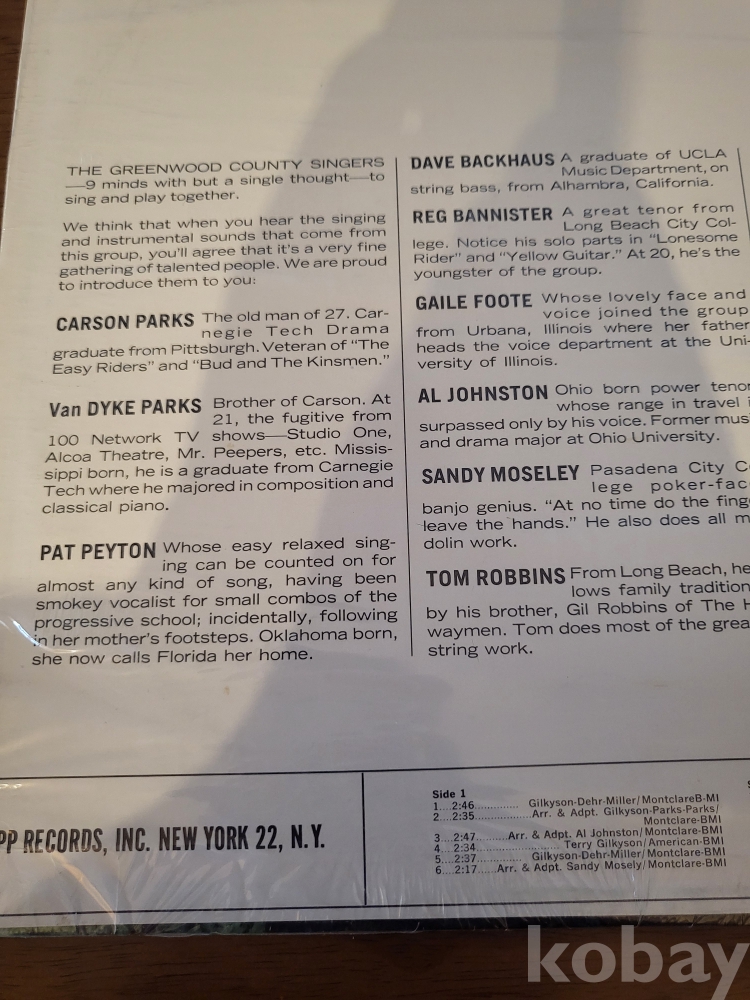 THE GREENWOOD COUNTY SINGERS
—9 minds with but a single thought—to
sing and play together.
We think that when you hear the singing
and instrumental sounds that come from
this group, you'll agree that it's a very fine
gathering of talented people. We are proud
to introduce them to you:
CARSON PARKS The old man of 27. Car-
negie Tech Drama
graduate from Pittsburgh. Veteran of "The
Easy Riders" and "Bud and The Kinsmen."
Van DYKE PARKS Brother of Carson. At
21, the fugitive from
100 Network TV shows—Studio One,
Alcoa Theatre, Mr. Peepers, etc. Missis-
sippi born, he is a graduate from Carnegie
Tech where he majored in composition and
classical piano.
PAT PEYTON Whose easy relaxed sing-
ing can be counted on for
almost any kind of song, having been
smokey vocalist for small combos of the
progressive school; incidentally, following
in her mother's footsteps. Oklahoma born,
she now calls Florida her home.
DAVE BACKHAUS A graduate of UCLA
Music Department, on
string bass, from Alhambra, California.
REG BANNISTER A great tenor from
Long Beach City Col-
lege. Notice his solo parts in "Lonesome
Rider" and "Yellow Guitar." At 20, he's the
youngster of the group.
GAILE FOOTE Whose lovely face and
voice joined the group
from Urbana, Illinois where her father
heads the voice department at the Uni-
versity of Illinois.
AL JOHNSTON Ohio born power tenor
whose range in travel
surpassed only by his voice. Former mus
and drama major at Ohio University.
SANDY MOSELEY Pasadena City C
lege poker-fac
banjo genius. "At no time do the fing
leave the hands." He also does all m
dolin work.
TOM ROBBINS From Long Beach, he
lows family tradition
by his brother, Gil Robbins of The H
waymen. Tom does most of the grea
string work.
PP RECORDS, INC. NEW YORK 22, N.Y.
Side 1
1...2:46............. Gilkyson-Dehr-Miller/MontclareB-MI
2...2:35............. Arr. & Adpt. Gilkyson-Parks-Parks/
Montclare-BMI
3...2:47........Arr. & Adpt. Al Johnston/Montclare-BMI
4...2:34........................ Terry Gilkyson/American-BMI
5...2:37............. Gilkyson-Dehr-Miller/Montclare-BMI
6...2:17.....Arr. & Adpt. Sandy Mosely/Montclare-BMI
kobay